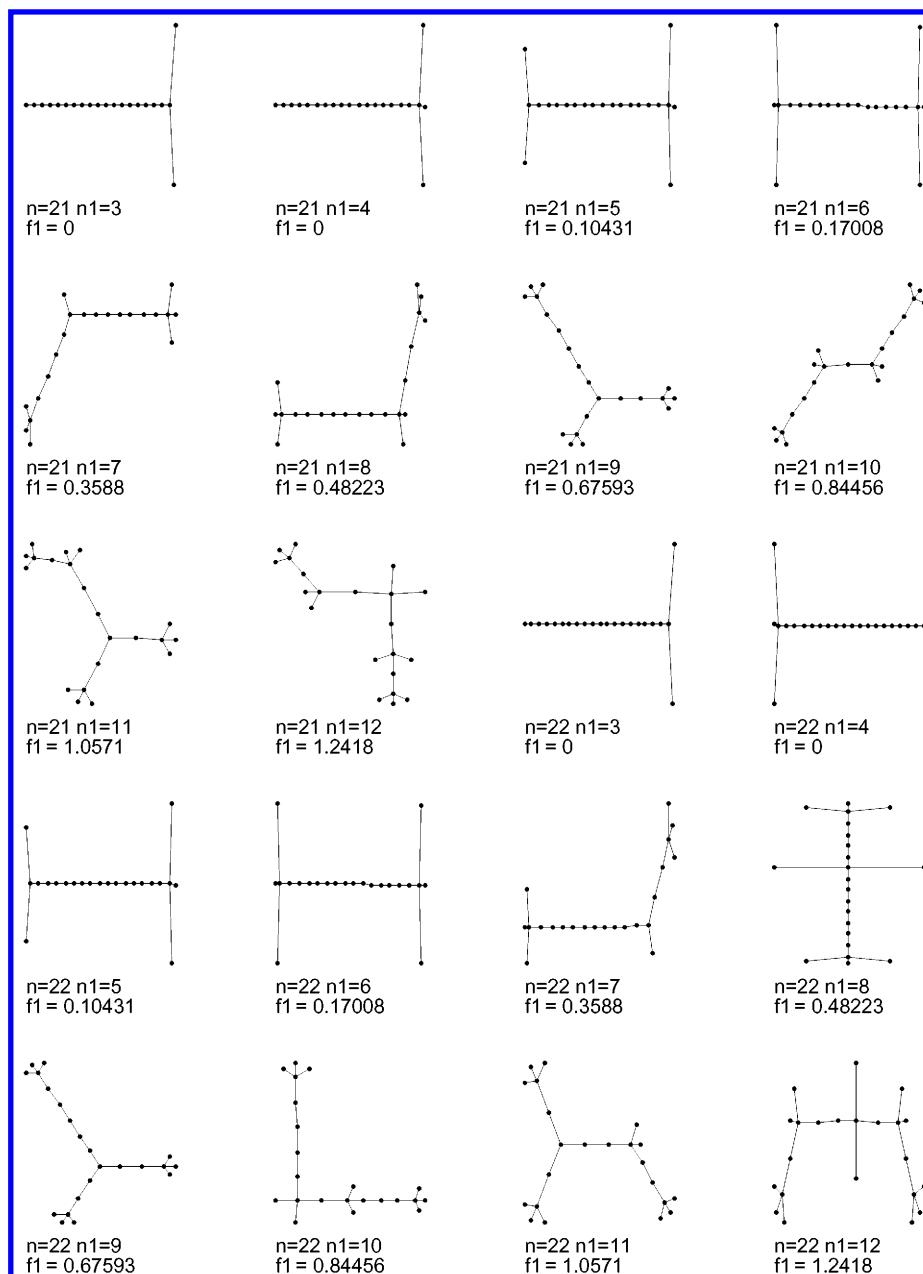 n=21 n1=3
f1 = 0
n=21 n1=4
f1 = 0
n=21 n1=5
f1 = 0.10431
n=21 n1=6
f1 = 0.17008
n=21 n1=7
f1 = 0.3588
n=21 n1=8
f1 = 0.48223
n=21 n1=9
f1 = 0.67593
n=21 n1=10
f1 = 0.84456
n=21 n1=11
f1 = 1.0571
n=21 n1=12
f1 = 1.2418
n=22 n1=3
f1 = 0
n=22 n1=4
f1 = 0
n=22 n1=5
f1 = 0.10431
n=22 n1=6
f1 = 0.17008
n=22 n1=7
f1 = 0.3588
n=22 n1=8
f1 = 0.48223
n=22 n1=9
f1 = 0.67593
n=22 n1=10
f1 = 0.84456
n=22 n1=11
f1 = 1.0571
n=22 n1=12
f1 = 1.2418